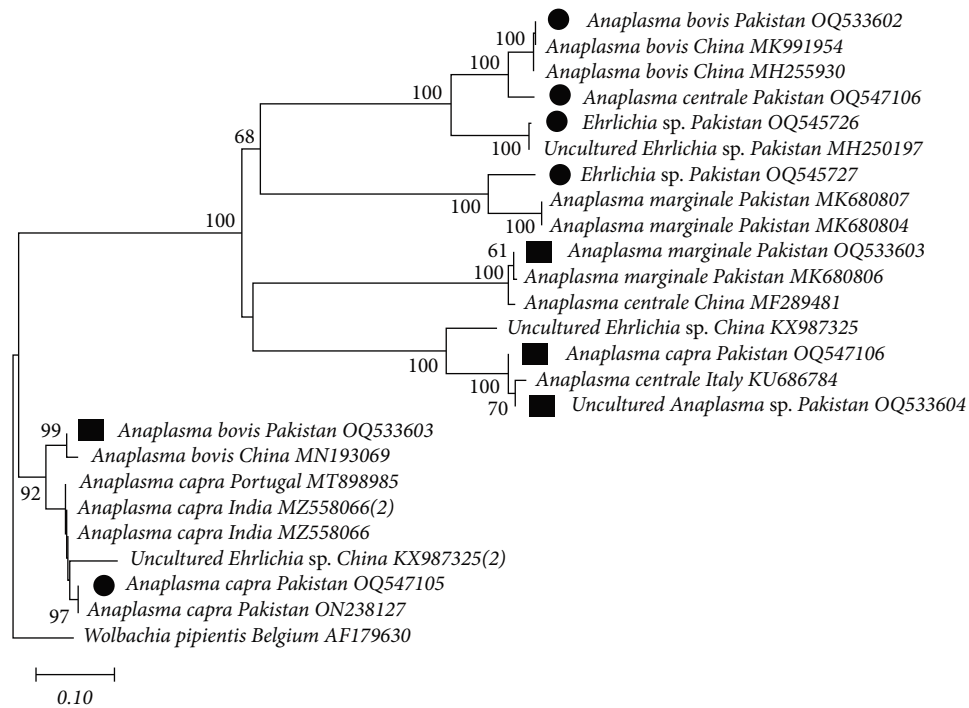 Anaplasma bovis Pakistan OQ533602
100
Anaplasma bovis China MK991954
100
Anaplasma bovis China MH255930
100
Anaplasma centrale Pakistan OQ547106
Ehrlichia sp. Pakistan OQ545726
68
100
Uncultured Ehrlichia sp. Pakistan MH250197
Ehrlichia sp. Pakistan OQ545727
100
Anaplasma marginale Pakistan MK680807
100
100
Anaplasma marginale Pakistan MK680804
61
Anaplasma marginale Pakistan OQ533603
100
Anaplasma marginale Pakistan MK680806
Anaplasma centrale China MF289481
Uncultured Ehrlichia sp. China KX987325
100
Anaplasma capra Pakistan OQ547106
100
Anaplasma centrale Italy KU686784
70
Uncultured Anaplasma sp. Pakistan OQ533604
99
Anaplasma bovis Pakistan OQ533603
Anaplasma bovis China MN193069
92
Anaplasma capra Portugal MT898985
Anaplasma capra India MZ558066(2)
Anaplasma capra India MZ558066
Uncultured Ehrlichia sp. China KX987325(2)
Anaplasma capra Pakistan OQ547105
97
Anaplasma capra Pakistan ON238127
Wolbachia pipientis Belgium AF179630
0.10